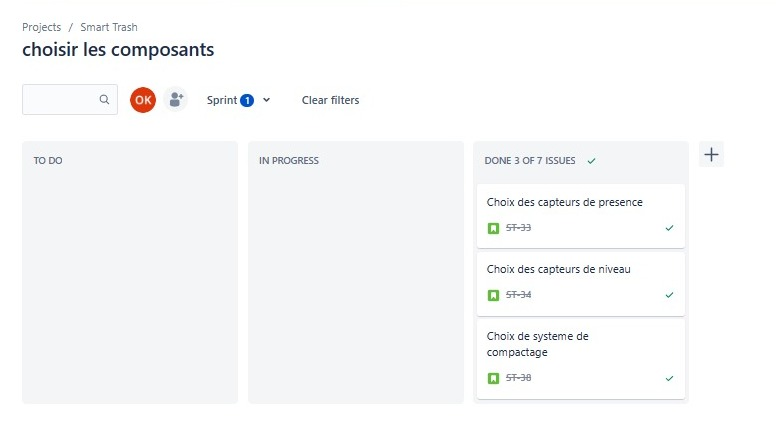 Projects / Smart Trash
choisir les composants
OK
Sprint 1
Clear filters
TO DO
IN PROGRESS
DONE 3 OF 7 ISSUES
Choix des capteurs de presence
ST-33
Choix des capteurs de niveau
ST-34
Choix de systeme de
compactage
ST-38